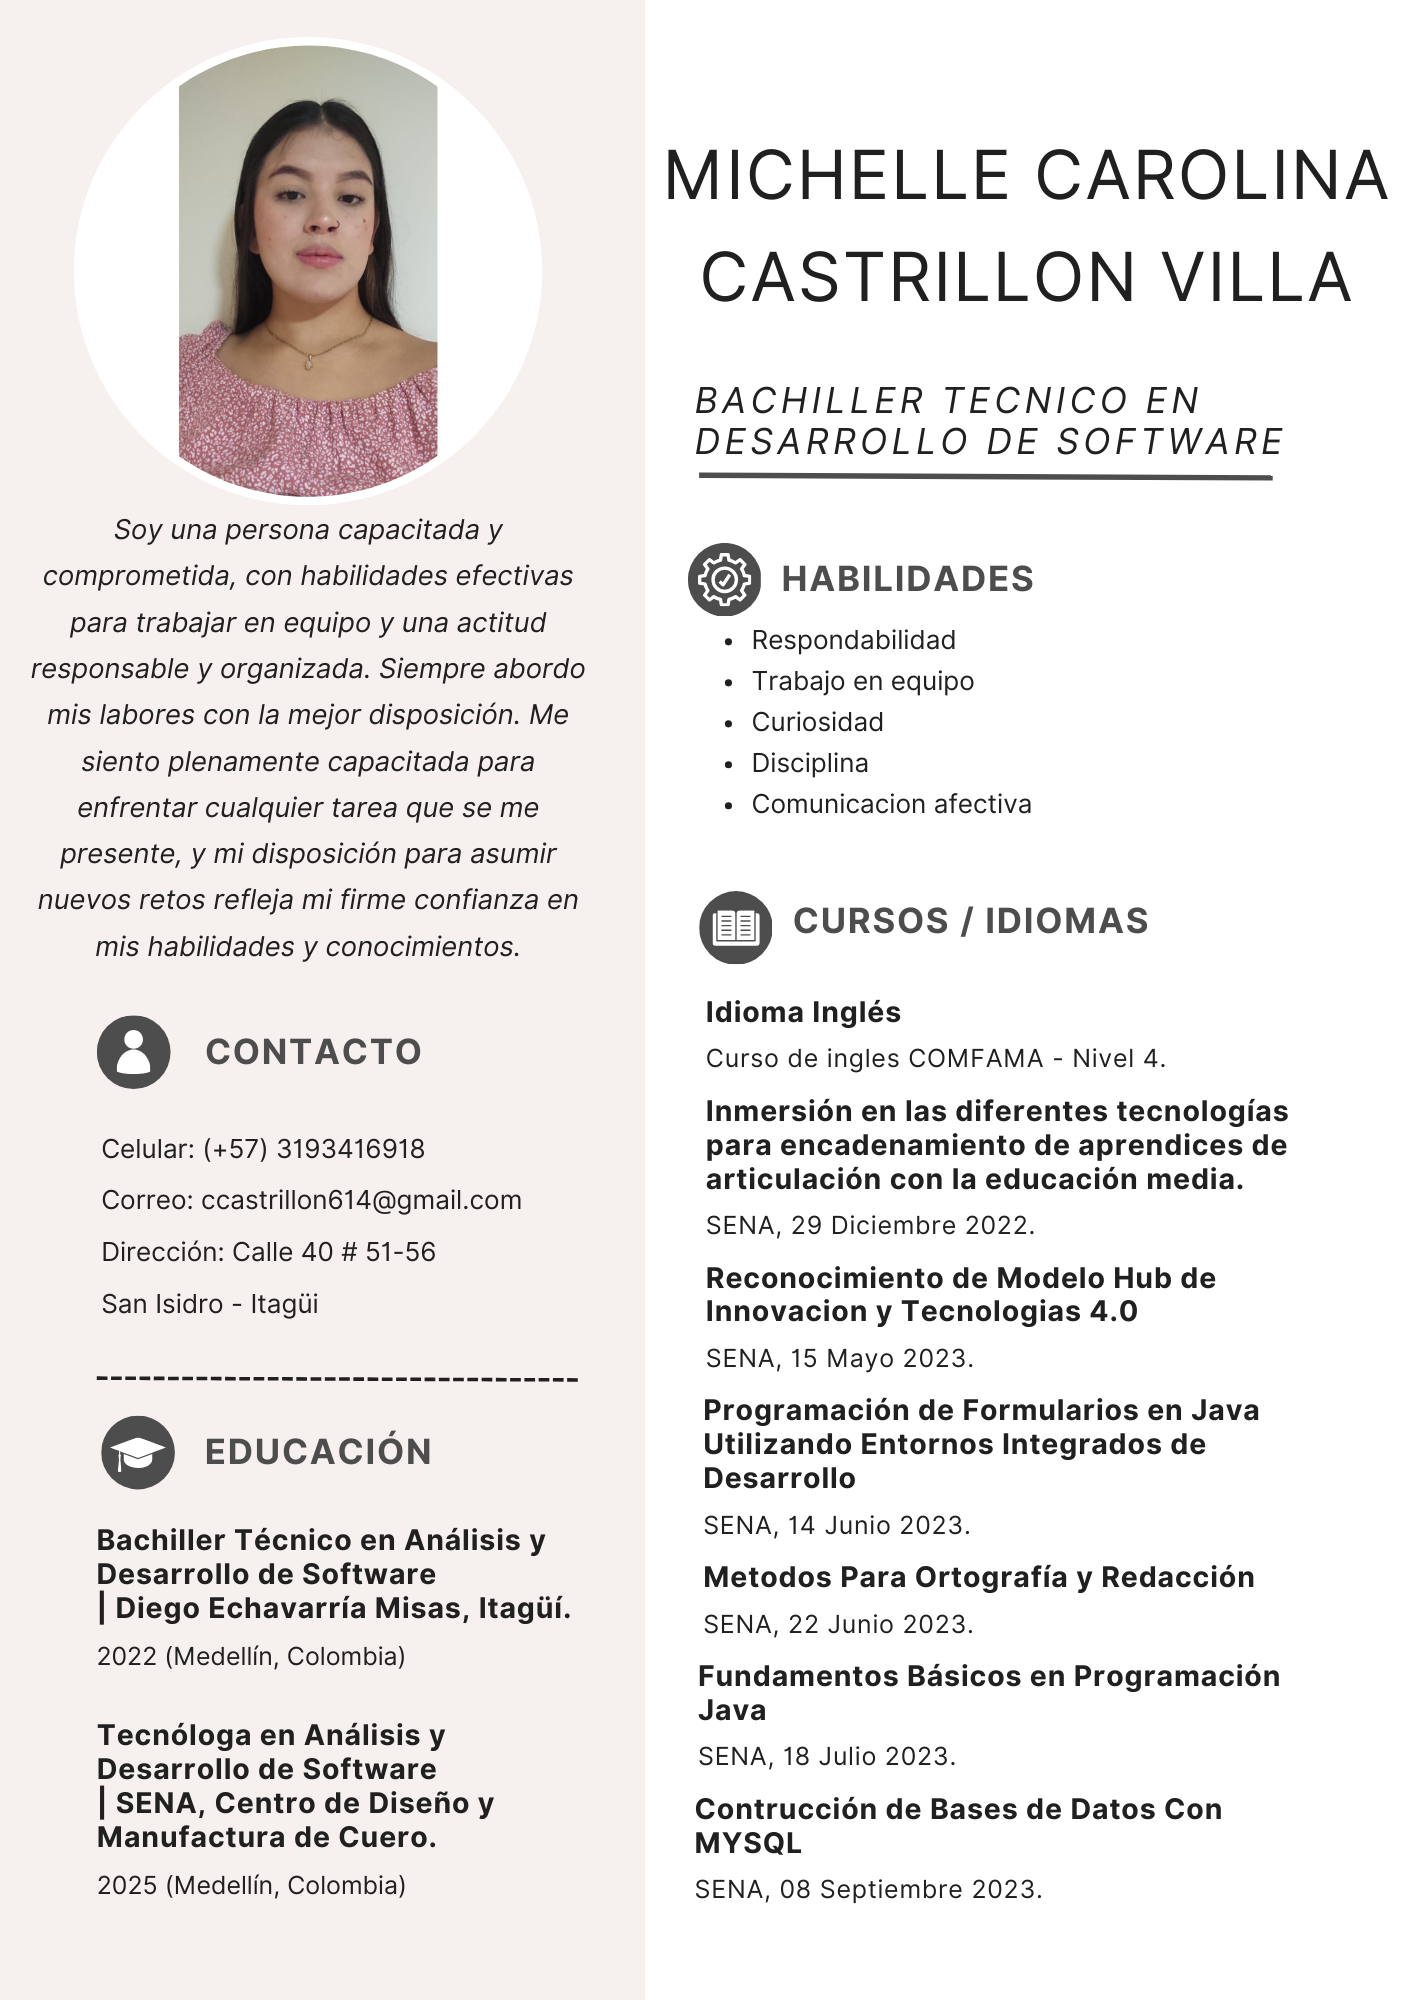 MICHELLE CAROLINA
CASTRILLON VILLA
BACHILLER TECNICO EN
DESARROLLO DE SOFTWARE
Soy una persona capacitada y
comprometida, con habilidades efectivas
para trabajar en equipo y una actitud
responsable y organizada. Siempre abordo
mis labores con la mejor disposición. Me
siento plenamente capacitada para
enfrentar cualquier tarea que se me
presente, y mi disposición para asumir
nuevos retos refleja mi firme confianza en
mis habilidades y conocimientos.
CONTACTO
Celular: (+57) 3193416918
Correo: ccastrillon614@gmail.com
Dirección: Calle 40 # 51-56
San Isidro - Itagüi
EDUCACIÓN
Bachiller Técnico en Análisis y
Desarrollo de Software
| Diego Echavarría Misas, Itagüí.
2022 (Medellín, Colombia)
Tecnóloga en Análisis y
Desarrollo de Software
| SENA, Centro de Diseño y
Manufactura de Cuero.
2025 (Medellín, Colombia)
HABILIDADES
• Respondabilidad
• Trabajo en equipo
• Curiosidad
• Disciplina
• Comunicacion afectiva
CURSOS / IDIOMAS
Idioma Inglés
Curso de ingles COMFAMA - Nivel 4.
Inmersión en las diferentes tecnologías
para encadenamiento de aprendices de
articulación con la educación media.
SENA, 29 Diciembre 2022.
Reconocimiento de Modelo Hub de
Innovacion y Tecnologias 4.0
SENA, 15 Mayo 2023.
Programación de Formularios en Java
Utilizando Entornos Integrados de
Desarrollo
SENA, 14 Junio 2023.
Metodos Para Ortografía y Redacción
SENA, 22 Junio 2023.
Fundamentos Básicos en Programación
Java
SENA, 18 Julio 2023.
Contrucción de Bases de Datos Con
MYSQL
SENA, 08 Septiembre 2023.